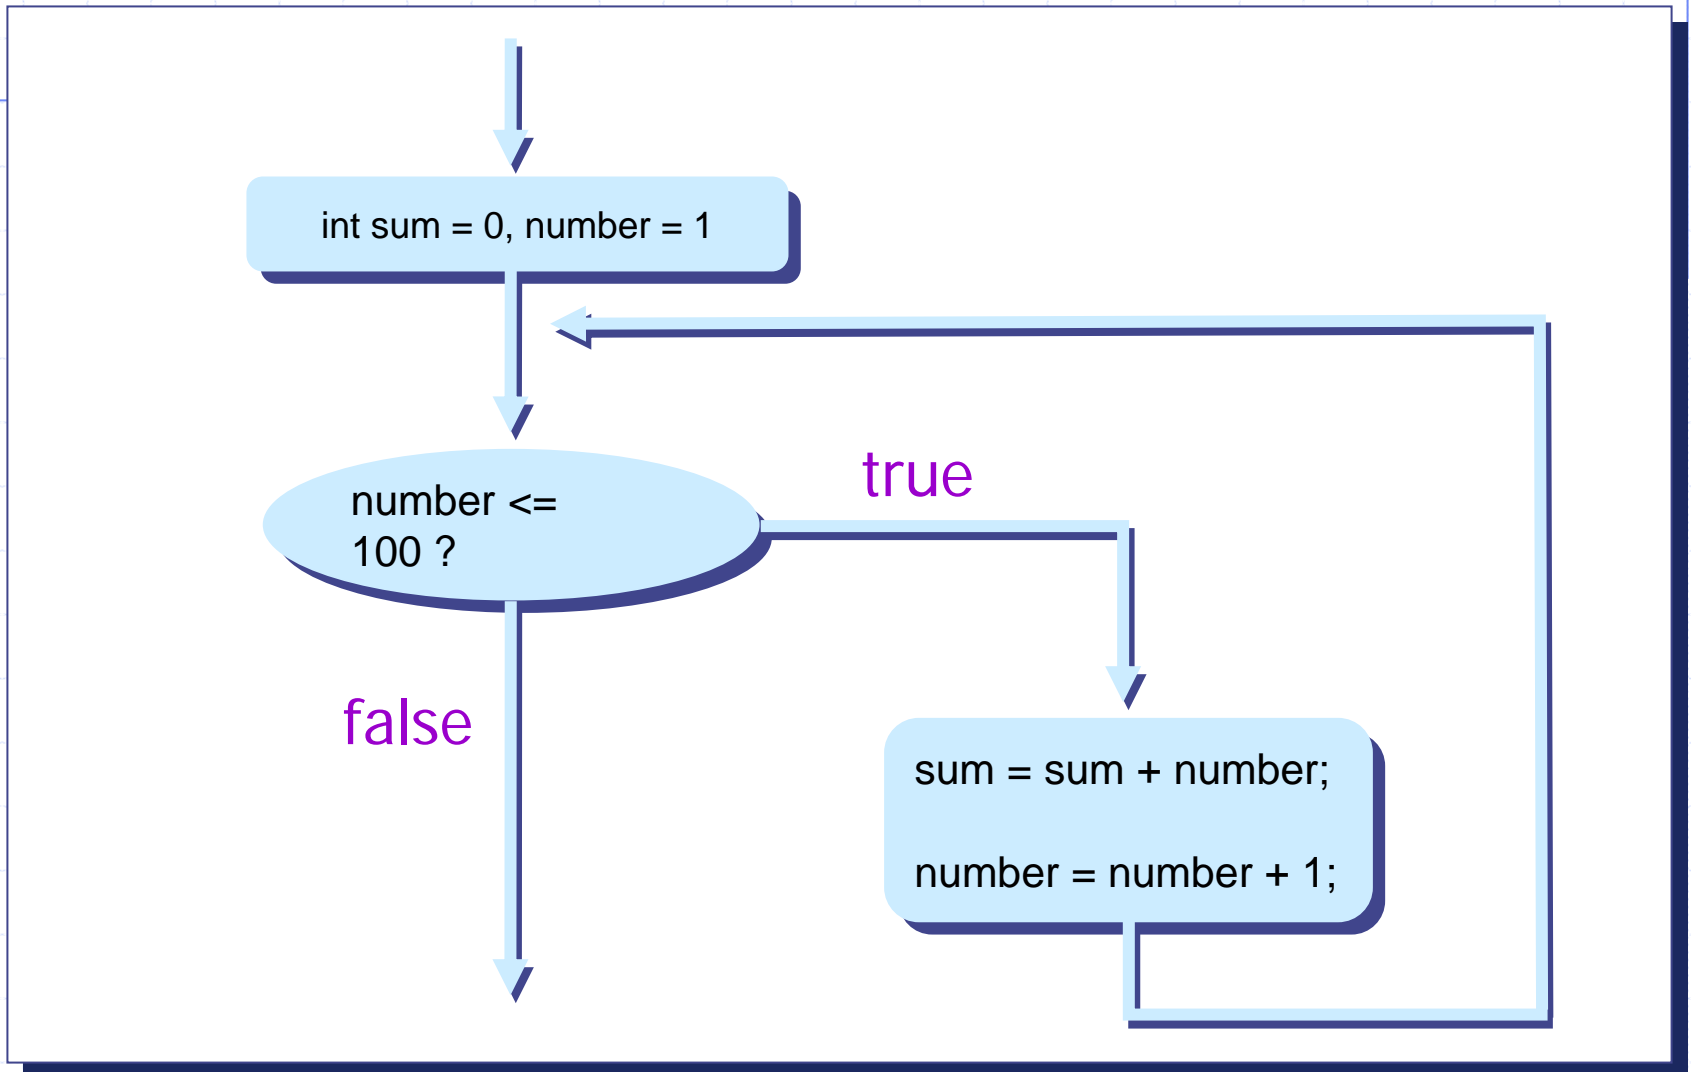 int sum = 0, number = 1
number <=
100 ?
true
false
sum = sum + number;
number = number + 1;